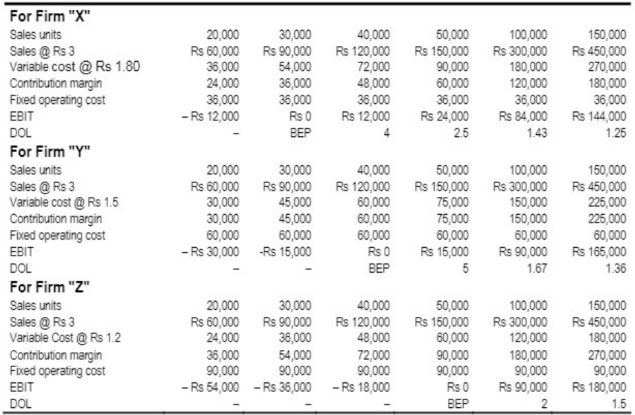 For Firm "X"
Sales units 20,000 30,000 40,000 50,000 100,000 150,000
Sales @ Rs 3 Rs 60,000 Rs 90,000 Rs 120,000 Rs 150,000 Rs 300,000 Rs 450,000
Variable cost @ Rs 1.80 36,000 54,000 72,000 90,000 180,000 270,000
Contribution margin 24,000 36,000 48,000 60,000 120,000 180,000
Fixed operating cost 36,000 36,000 36,000 36,000 36,000 36,000
EBIT – Rs 12,000 Rs 0 Rs 12,000 Rs 24,000 Rs 84,000 Rs 144,000
DOL – BEP 4 2.5 1.43 1.25
For Firm "Y"
Sales units 20,000 30,000 40,000 50,000 100,000 150,000
Sales @ Rs 3 Rs 60,000 Rs 90,000 Rs 120,000 Rs 150,000 Rs 300,000 Rs 450,000
Variable cost @ Rs 1.5 30,000 45,000 60,000 75,000 150,000 225,000
Contribution margin 30,000 45,000 60,000 75,000 150,000 225,000
Fixed operating cost 60,000 60,000 60,000 60,000 60,000 60,000
EBIT – Rs 30,000 -Rs 15,000 Rs 0 Rs 15,000 Rs 90,000 Rs 165,000
DOL – – BEP 5 1.67 1.36
For Firm "Z"
Sales units 20,000 30,000 40,000 50,000 100,000 150,000
Sales @ Rs 3 Rs 60,000 Rs 90,000 Rs 120,000 Rs 150,000 Rs 300,000 Rs 450,000
Variable Cost @ Rs 1.2 24,000 36,000 48,000 60,000 120,000 180,000
Contribution margin 36,000 54,000 72,000 90,000 180,000 270,000
Fixed operating cost 90,000 90,000 90,000 90,000 90,000 90,000
EBIT – Rs 54,000 – Rs 36,000 – Rs 18,000 Rs 0 Rs 90,000 Rs 180,000
DOL – – – BEP 2 1.5